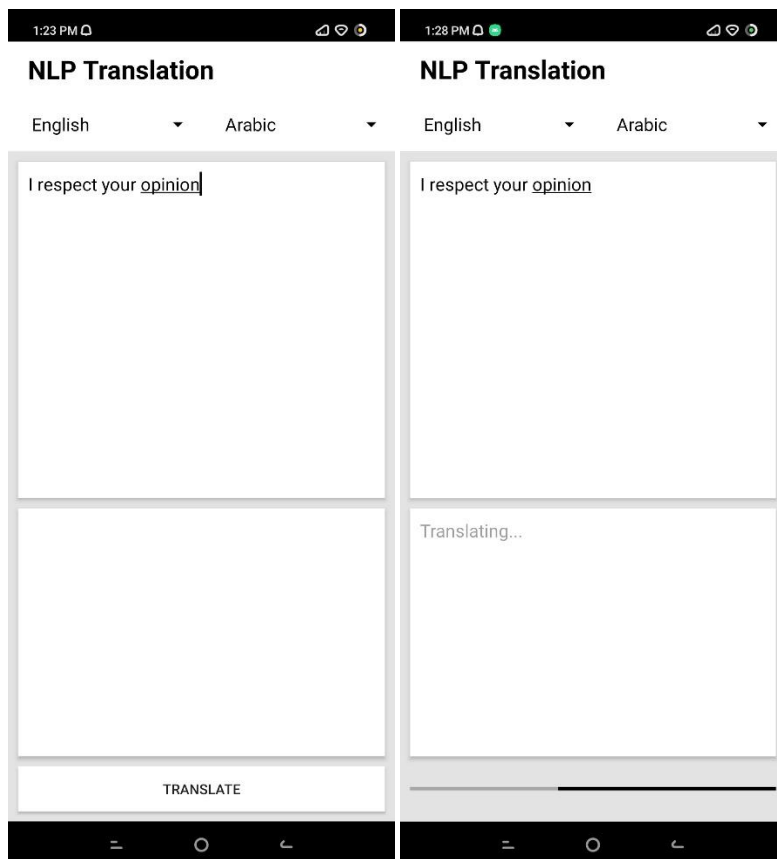 1:23 PM
NLP Translation
English
Arabic
I respect your opinion
TRANSLATE
1:28 PM
NLP Translation
English
Arabic
I respect your opinion
Translating...